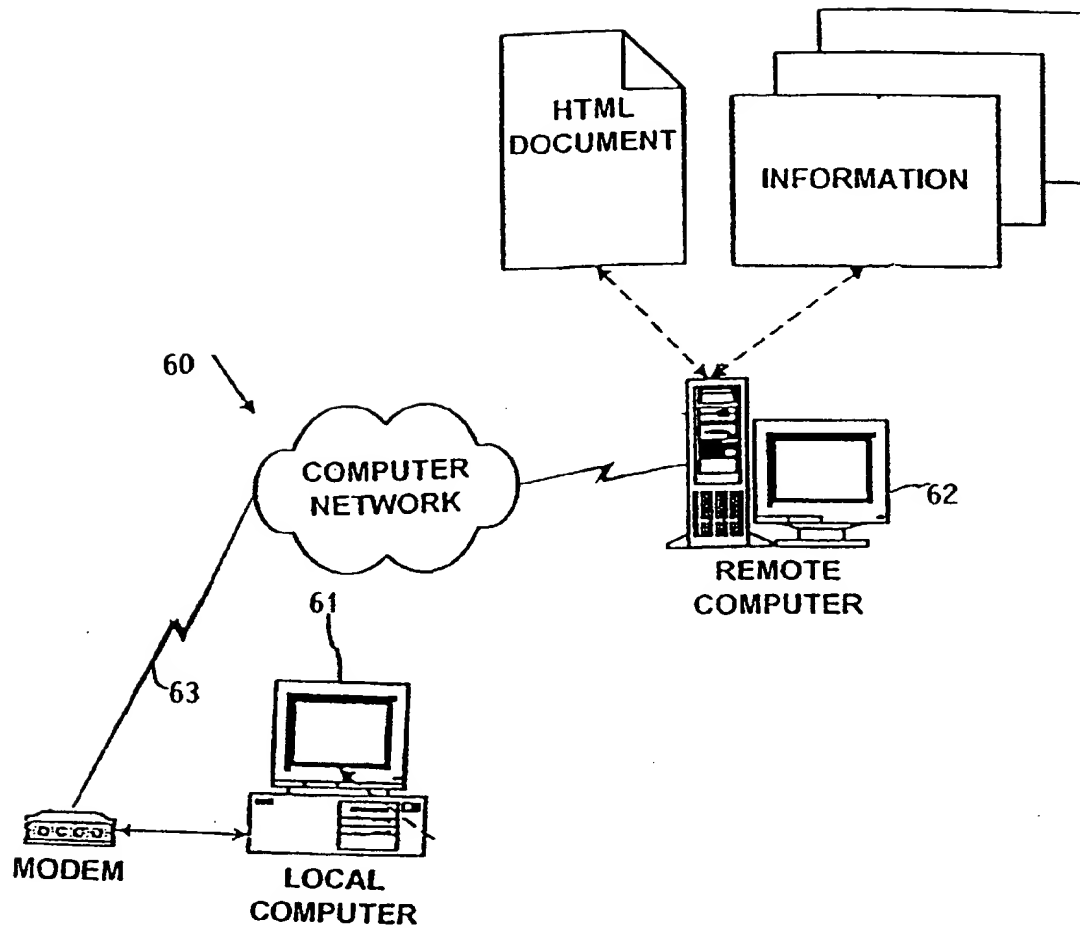 HTML
DOCUMENT
INFORMATION
60
COMPUTER
NETWORK
62
REMOTE
COMPUTER
61
63
MODEM
LOCAL
COMPUTER